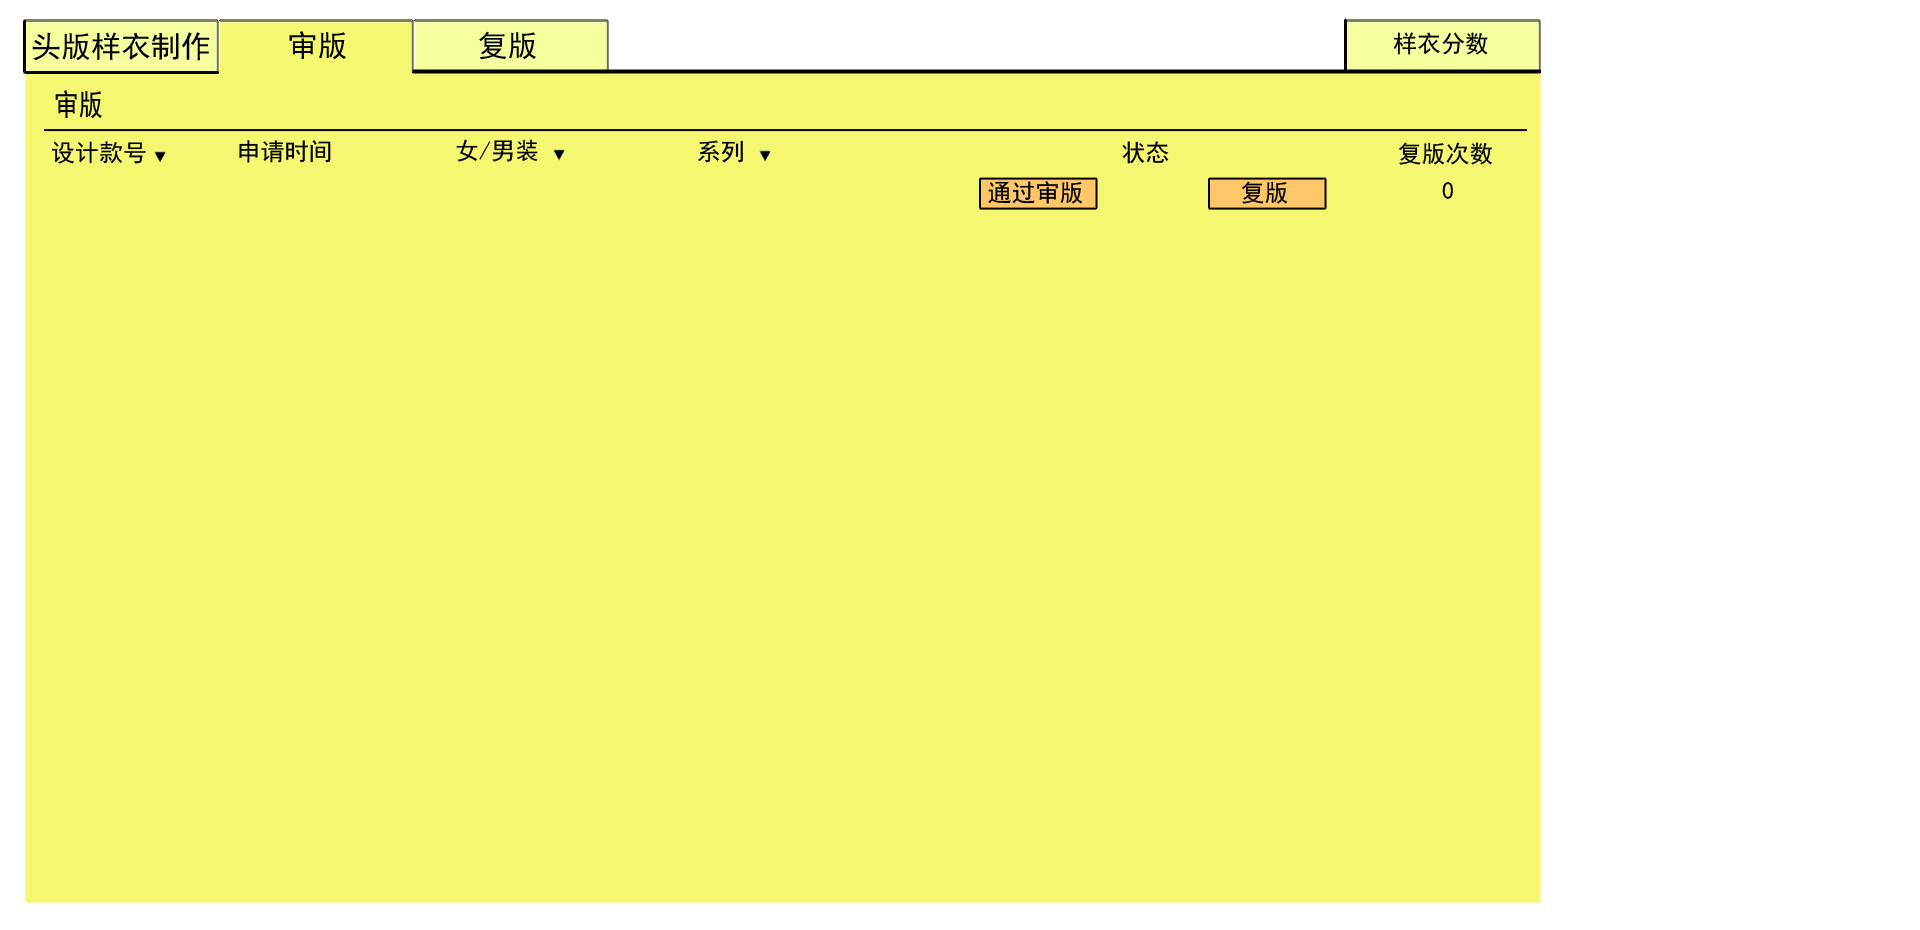 头版样衣制作 审版 复版 样衣分数
审版
设计款号 ▼ 申请时间 女/男装 ▼ 系列 ▼ 状态 复版次数
通过审版 复版 0